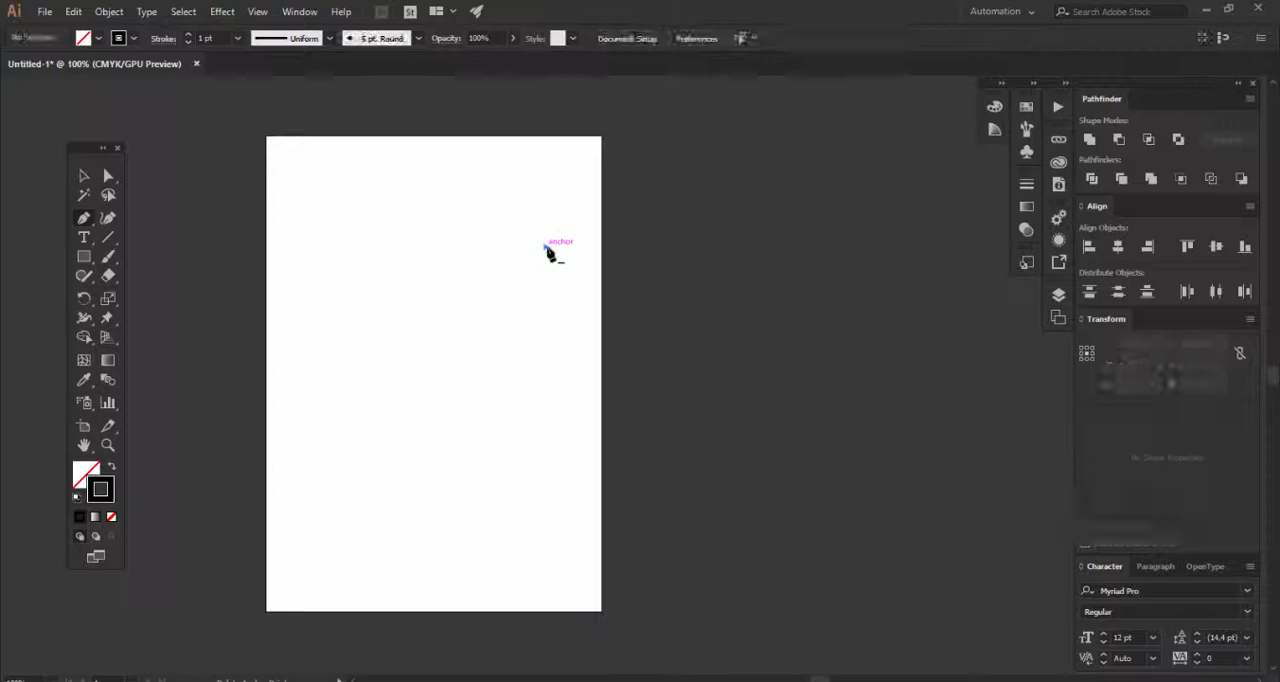 Ai File Edit Object Type Select Effect View Window Help St Automation Search Adobe Stock
Stroke: 1 pt Uniform 5 pt. Round Opacity: 100% Style: Document Setup Preferences
Untitled-1* @ 100% (CMYK/GPU Preview)
Pathfinder
Shape Modes:
Pathfinders:
Align
Align Objects:
anchor
Distribute Objects:
Transform
No Shape Properties
Character Paragraph OpenType
Myriad Pro
Regular
12 pt (14,4 pt)
Auto 0